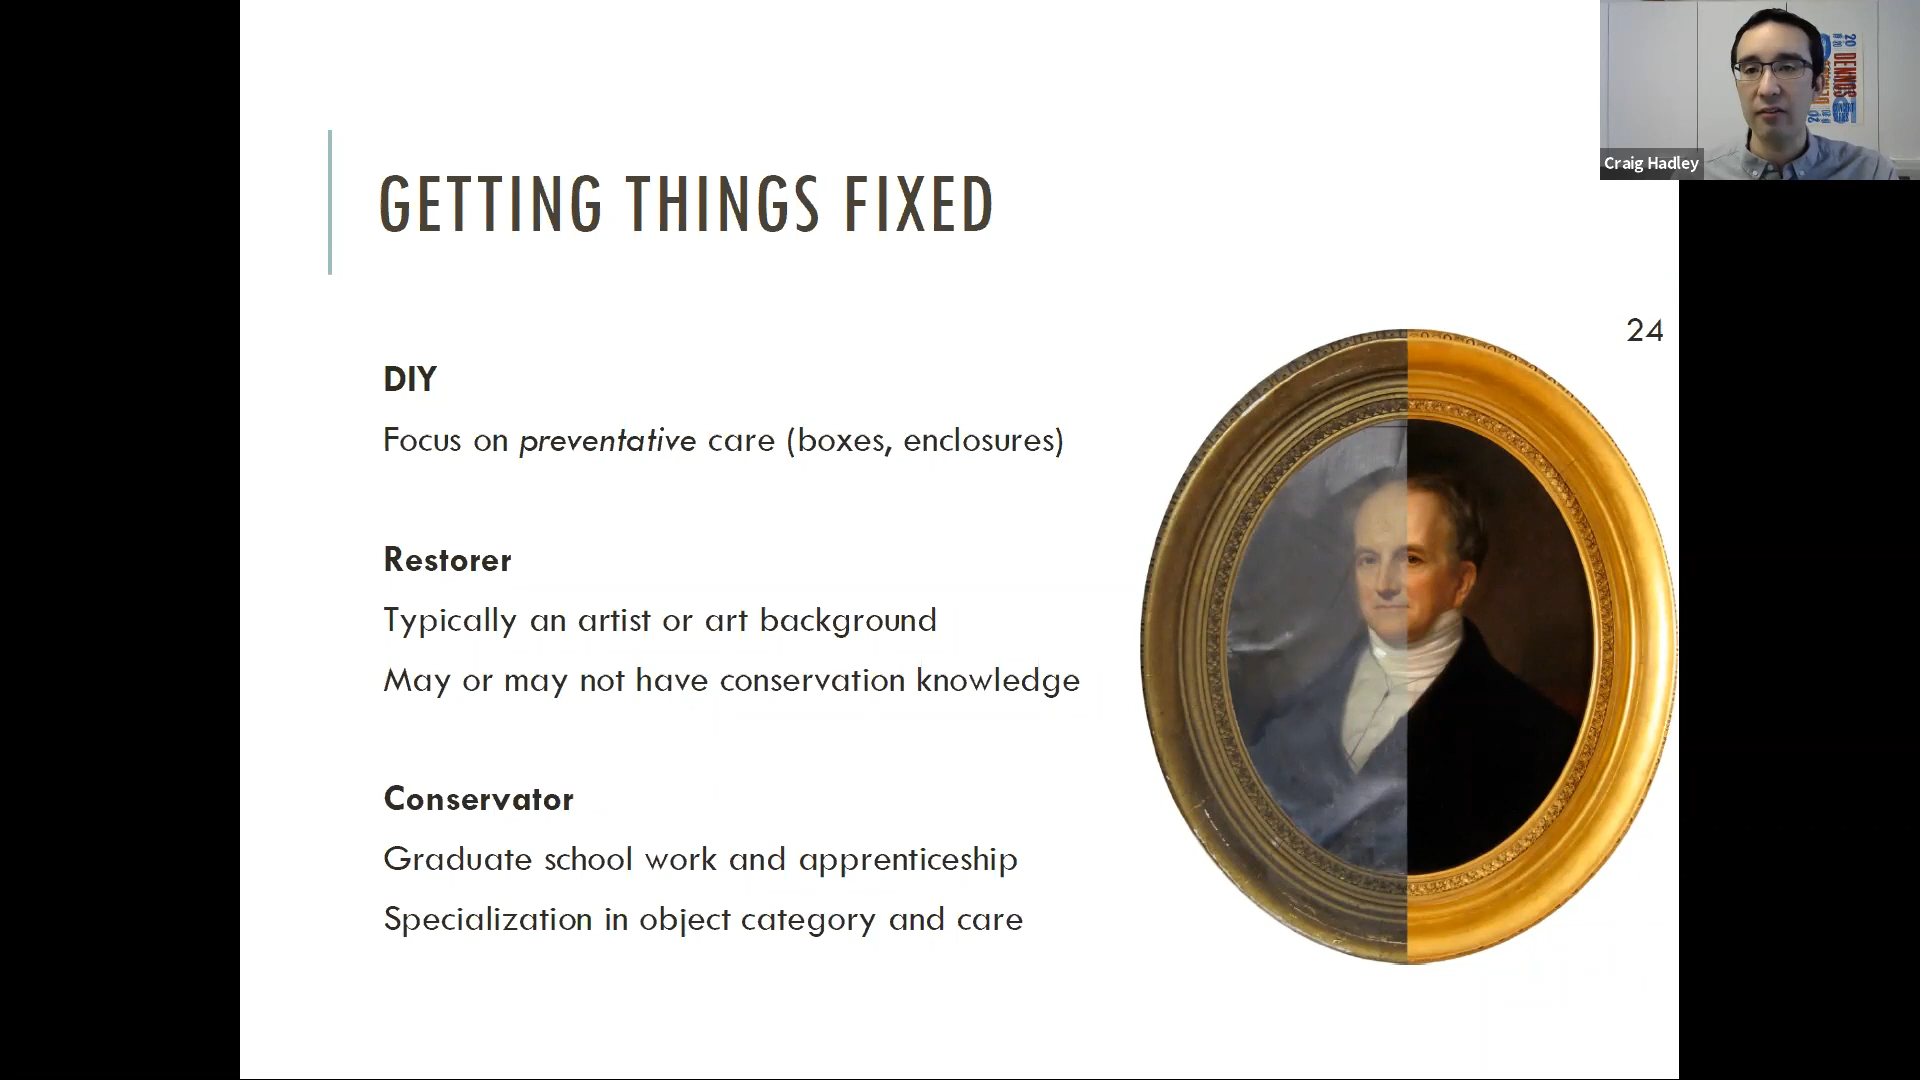 GETTING THINGS FIXED
24
DIY
Focus on preventative care (boxes, enclosures)
Restorer
Typically an artist or art background
May or may not have conservation knowledge
Conservator
Graduate school work and apprenticeship
Specialization in object category and care
Craig Hadley
20
DENNOS